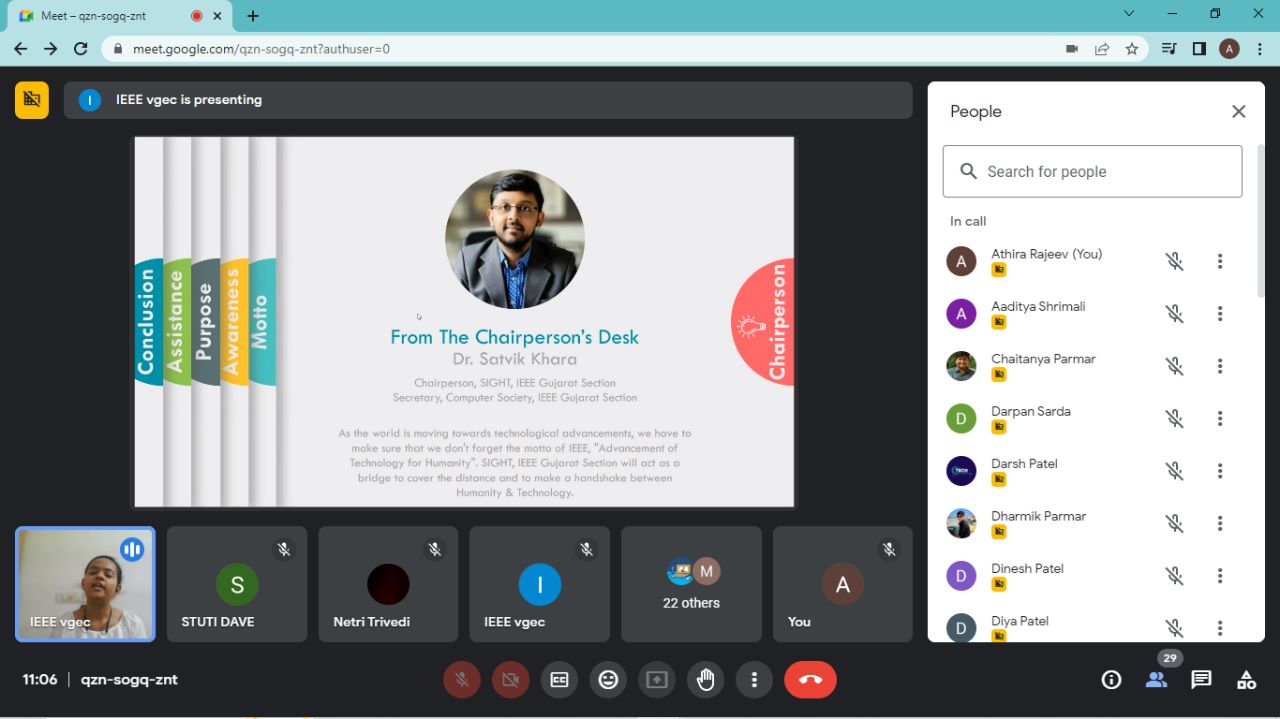 Meet – qzn-sogq-znt
meet.google.com/qzn-sogq-znt?authuser=0
A
I
IEEE vgec is presenting
Conclusion
Assistance
Purpose
Awareness
Motto
From The Chairperson's Desk
Dr. Satvik Khara
Chairperson, SIGHT, IEEE Gujarat Section
Secretary, Computer Society, IEEE Gujarat Section
As the world is moving towards technological advancements, we have to
make sure that we don't forget the motto of IEEE, "Advancement of
Technology for Humanity". SIGHT, IEEE Gujarat Section will act as a
bridge to cover the distance and to make a handshake between
Humanity & Technology.
Chairperson
IEEE vgec
S
STUTI DAVE
Netri Trivedi
I
IEEE vgec
M
22 others
A
You
People
Search for people
In call
A
Athira Rajeev (You)
A
Aaditya Shrimali
Chaitanya Parmar
D
Darpan Sarda
TECH
Darsh Patel
Dharmik Parmar
D
Dinesh Patel
D
Diya Patel
11:06 | qzn-sogq-znt
29